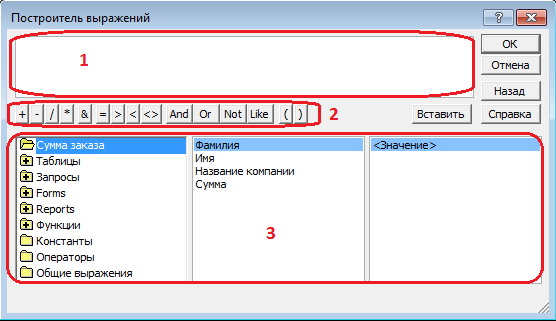 Построитель выражений
1
OK
Отмена
Назад
+ - / * & = > < <> And Or Not Like ( ) 2 Вставить Справка
Сумма заказа Фамилия <Значение>
Таблицы Имя
Запросы Название компании
Forms Сумма
Reports
Функции 3
Константы
Операторы
Общие выражения